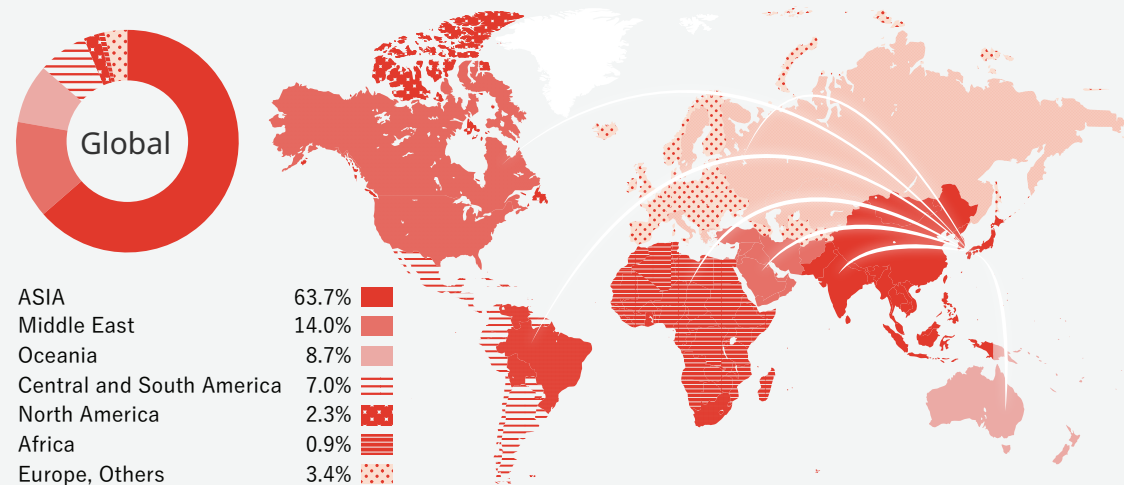 Global
ASIA 63.7%
Middle East 14.0%
Oceania 8.7%
Central and South America 7.0%
North America 2.3%
Africa 0.9%
Europe, Others 3.4%